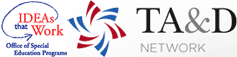 IDEAs
that
Work
Office of Special
Education Programs
TA&D
NETWORK